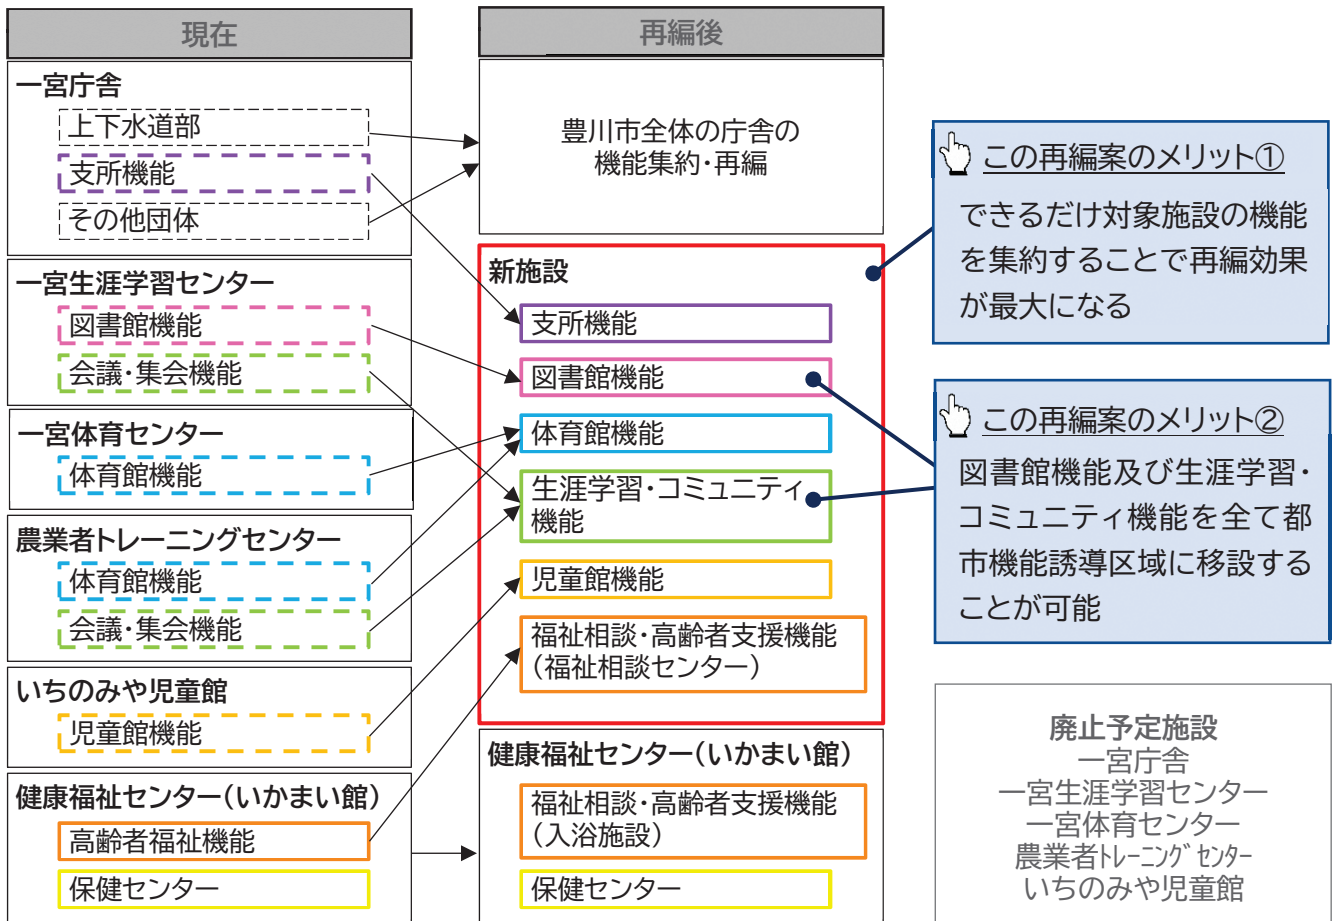 現在
一宮庁舎
上下水道部
支所機能
その他団体
一宮生涯学習センター
図書館機能
会議・集会機能
一宮体育センター
体育館機能
農業者トレーニングセンター
体育館機能
会議・集会機能
いちのみや児童館
児童館機能
健康福祉センター(いかまい館)
高齢者福祉機能
保健センター
再編後
豊川市全体の庁舎の
機能集約・再編
新施設
支所機能
図書館機能
体育館機能
生涯学習・コミュニティ
機能
児童館機能
福祉相談・高齢者支援機能
(福祉相談センター)
健康福祉センター(いかまい館)
福祉相談・高齢者支援機能
(入浴施設)
保健センター
この再編案のメリット①
できるだけ対象施設の機能
を集約することで再編効果
が最大になる
この再編案のメリット②
図書館機能及び生涯学習・
コミュニティ機能を全て都
市機能誘導区域に移設する
ことが可能
廃止予定施設
一宮庁舎
一宮生涯学習センター
一宮体育センター
農業者ﾄﾚｰﾆﾝｸﾞｾﾝﾀｰ
いちのみや児童館